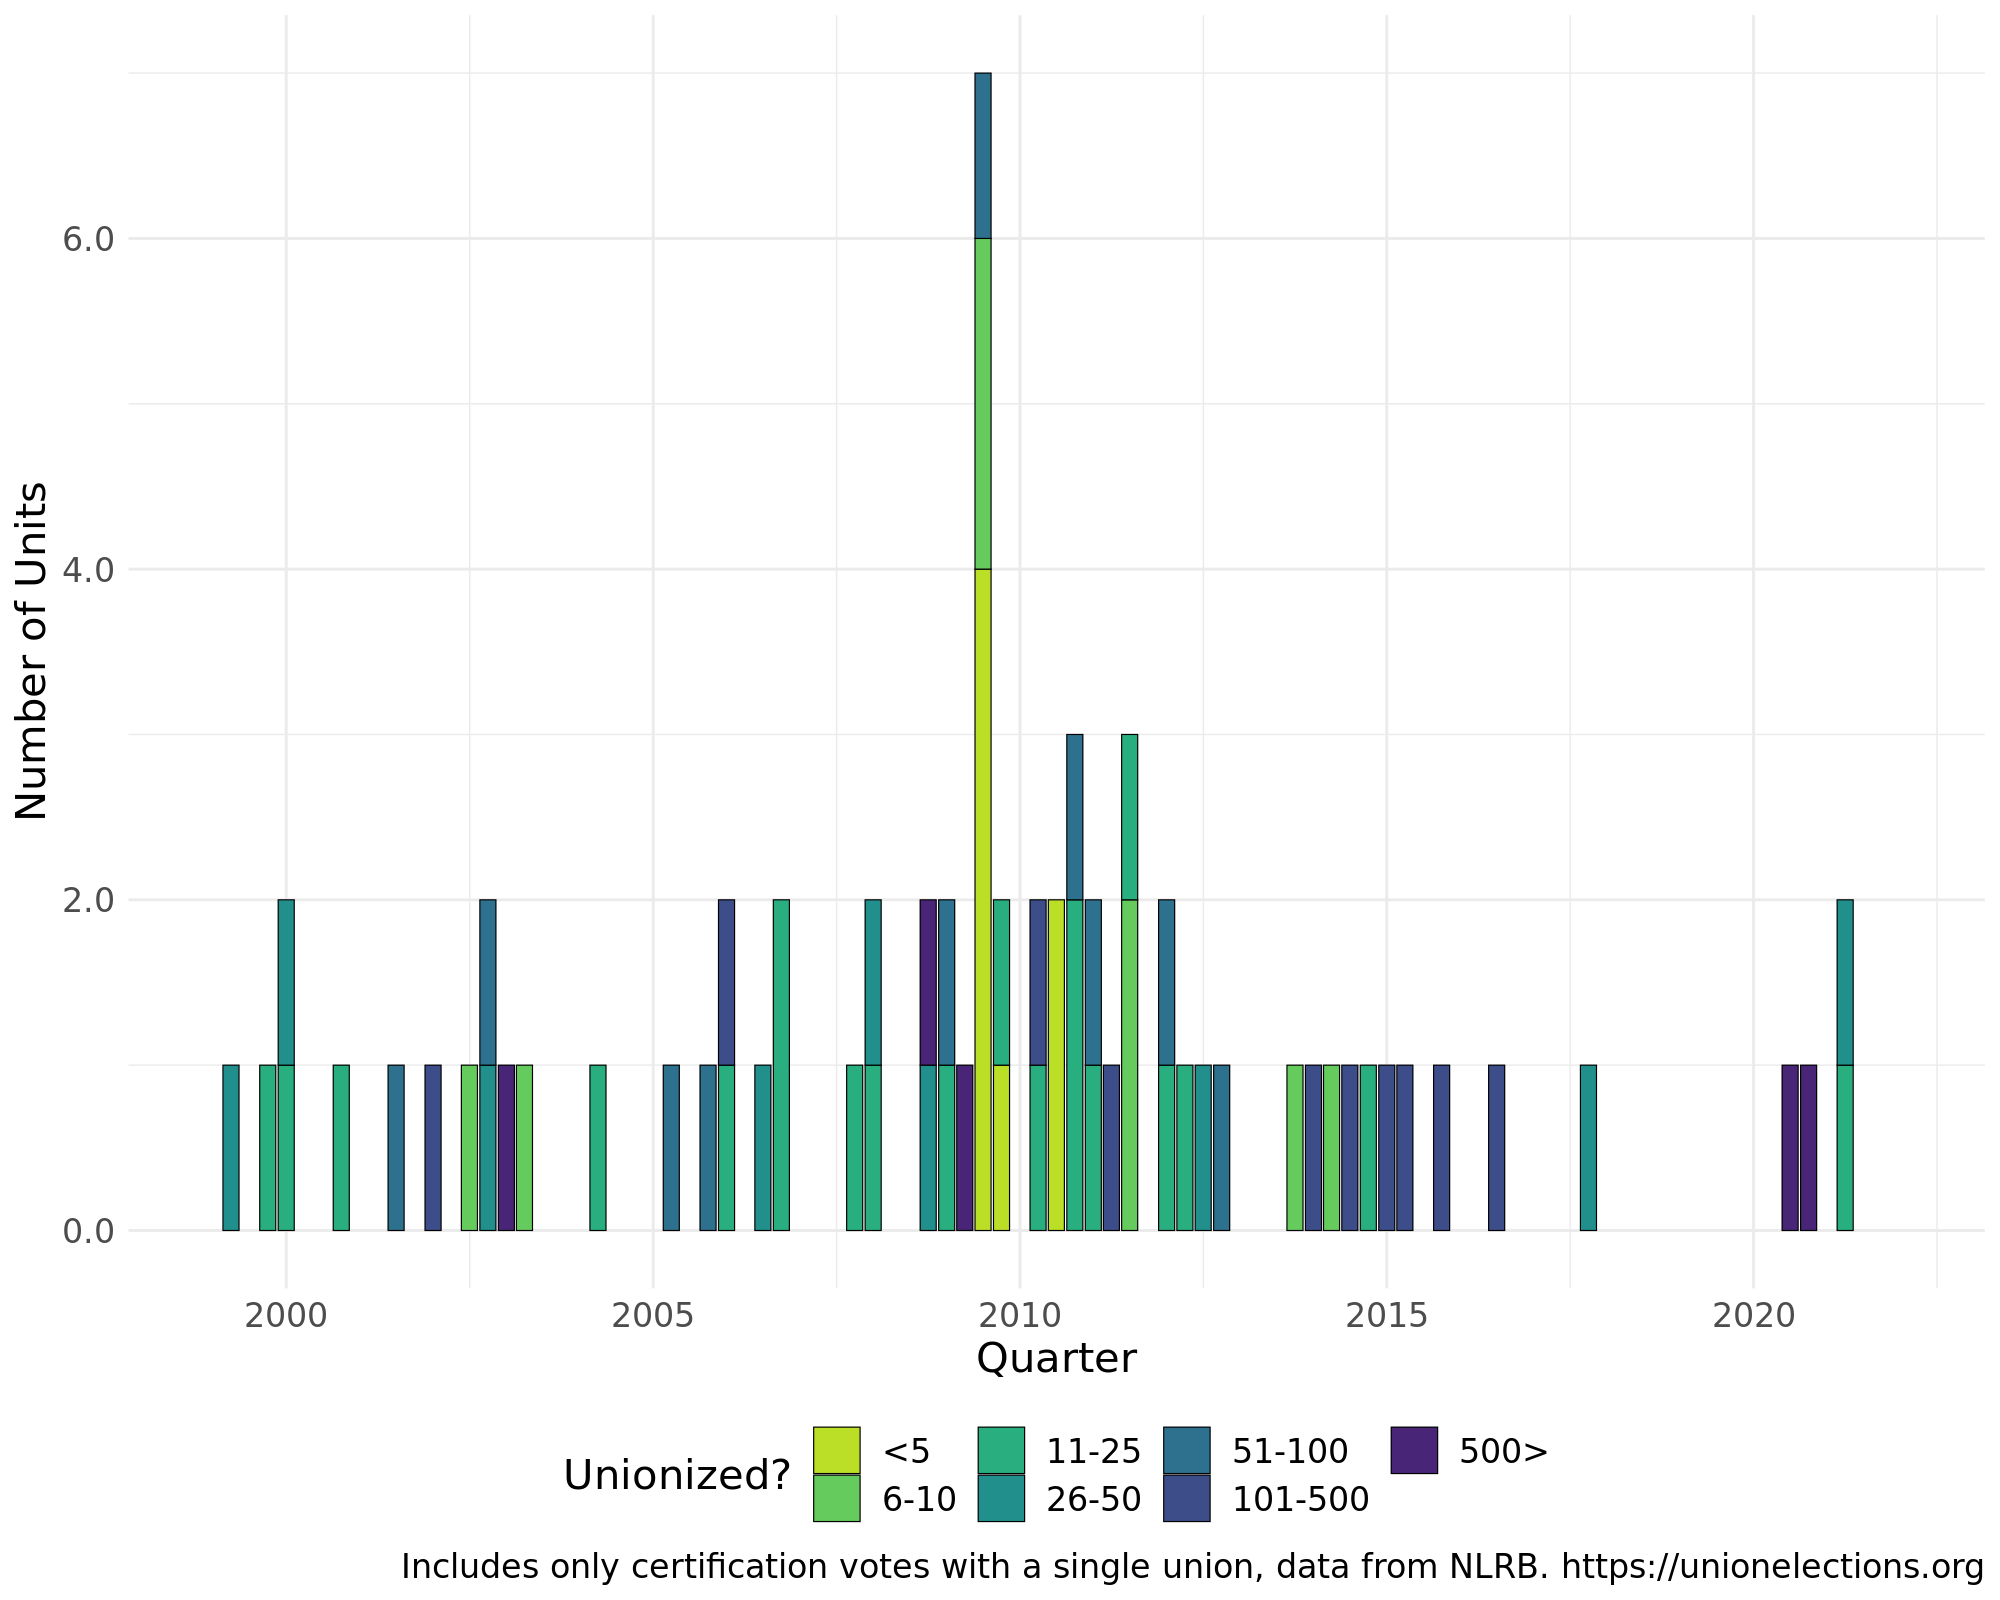 Number of Units
6.0
4.0
2.0
0.0
2000 2005 2010 2015 2020
Quarter
Unionized?
<5 11-25 51-100 500>
6-10 26-50 101-500
Includes only certification votes with a single union, data from NLRB. https://unionelections.org